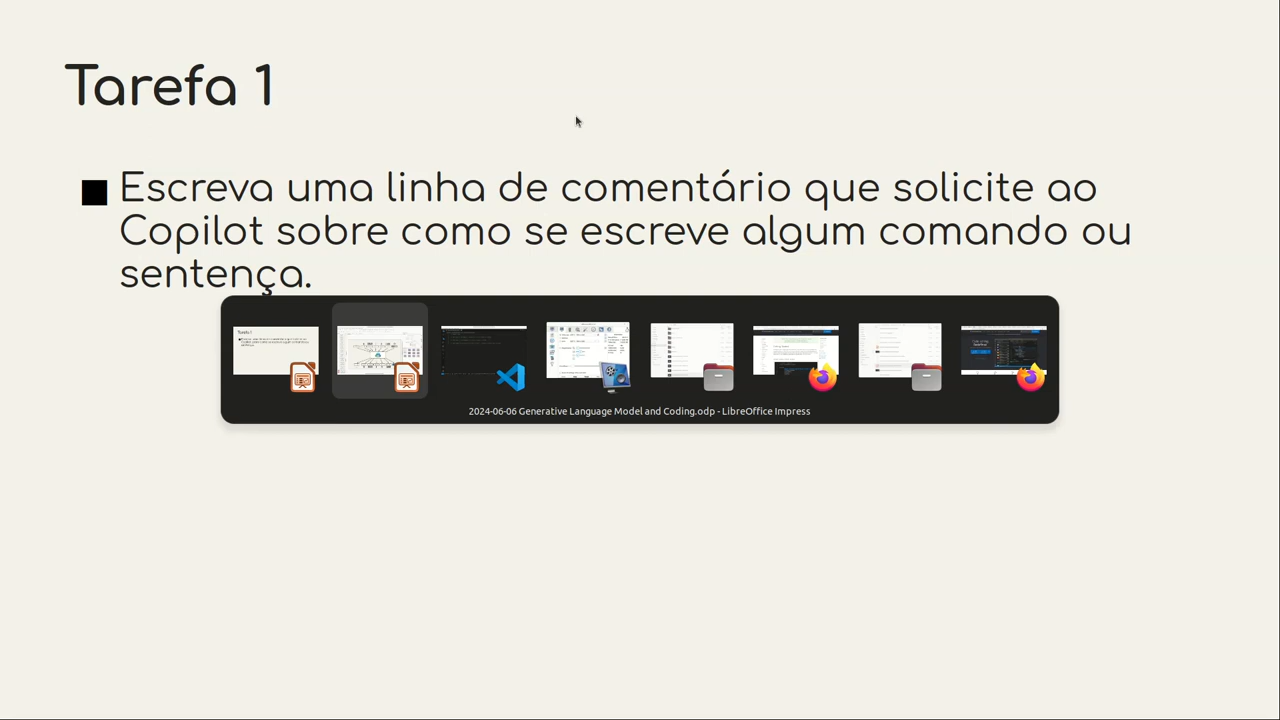 Tarefa 1
Escreva uma linha de comentário que solicite ao
Copilot sobre como se escreve algum comando ou
sentença.
2024-06-06 Generative Language Model and Coding.odp - LibreOffice Impress